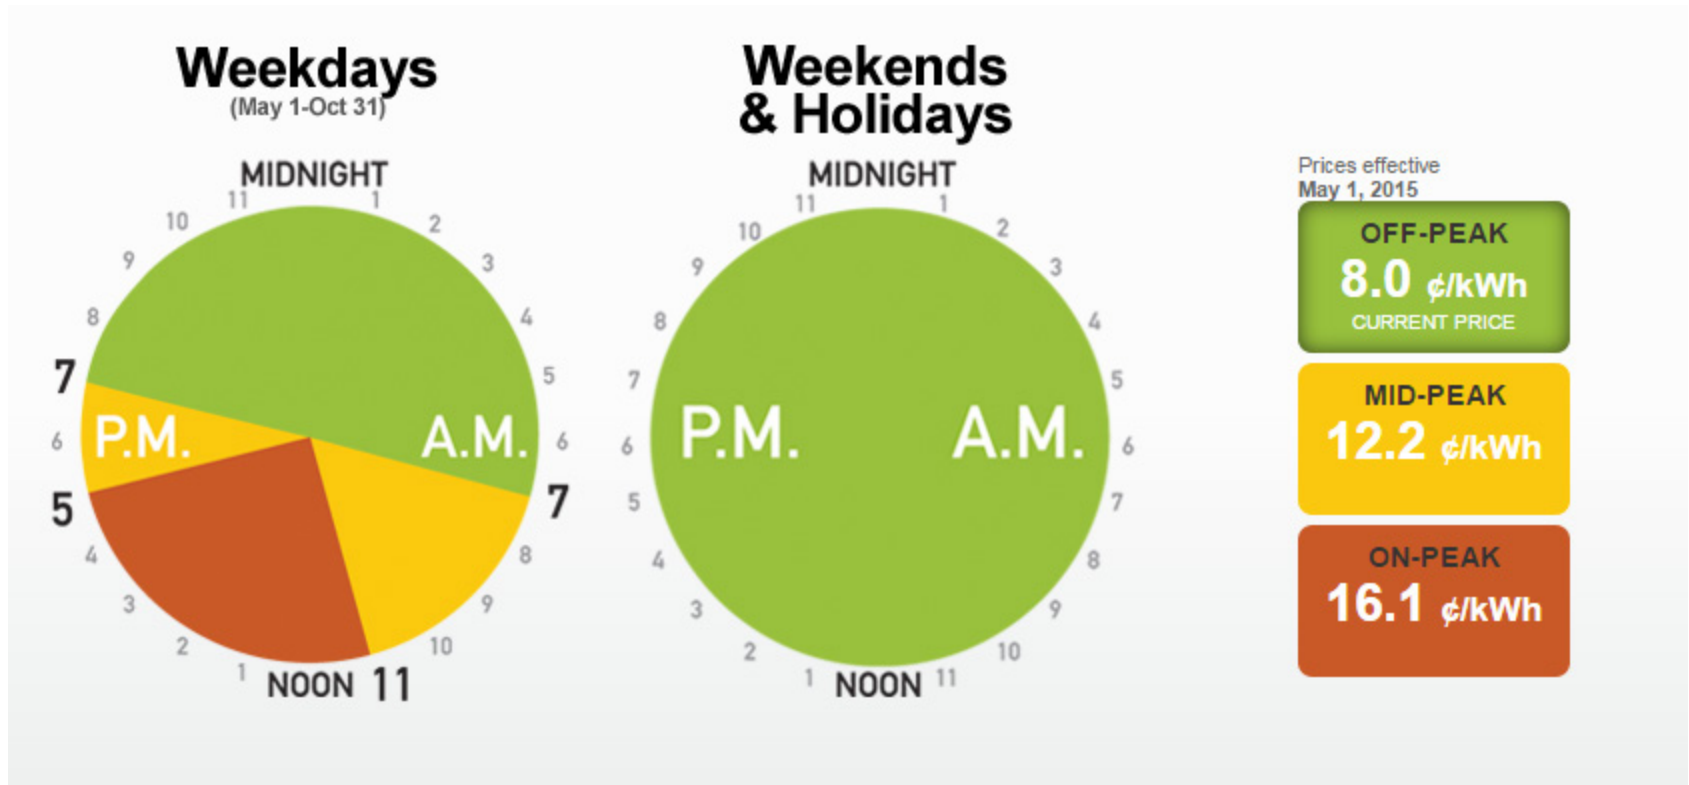 Weekdays
(May 1-Oct 31)
MIDNIGHT
1
2
3
4
5
6
7
8
9
10
11
NOON
1
2
3
4
5
6
7
8
9
10
11
P.M.
A.M.
Weekends
& Holidays
MIDNIGHT
1
2
3
4
5
6
7
8
9
10
11
NOON
1
2
3
4
5
6
7
8
9
10
11
P.M.
A.M.
Prices effective
May 1, 2015
OFF-PEAK
8.0 ¢/kWh
CURRENT PRICE
MID-PEAK
12.2 ¢/kWh
ON-PEAK
16.1 ¢/kWh